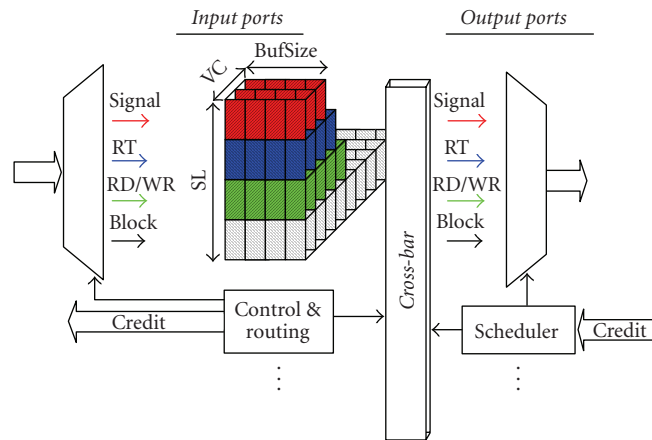 Input ports
Output ports
BufSize
VC
SL
Signal
RT
RD/WR
Block
Cross-bar
Signal
RT
RD/WR
Block
Control &
routing
Credit
Scheduler
Credit